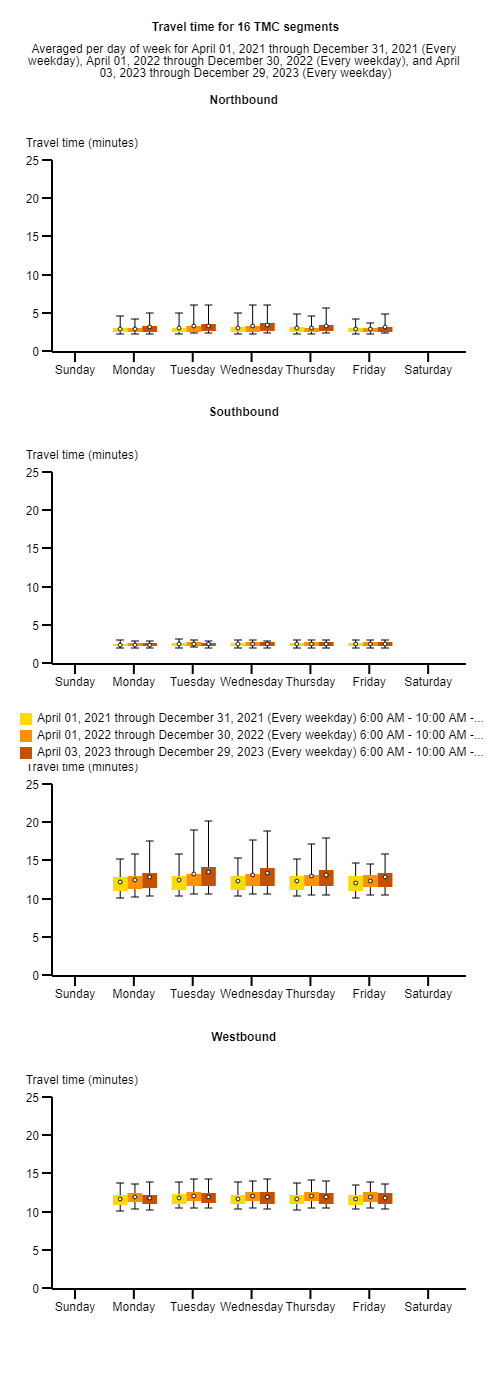 Travel time for 16 TMC segments
Averaged per day of week for April 01, 2021 through December 31, 2021 (Every
weekday), April 01, 2022 through December 30, 2022 (Every weekday), and April
03, 2023 through December 29, 2023 (Every weekday)
Northbound
Travel time (minutes)
25
20
15
10
5
0
Sunday Monday Tuesday Wednesday Thursday Friday Saturday
Southbound
Travel time (minutes)
25
20
15
10
5
0
Sunday Monday Tuesday Wednesday Thursday Friday Saturday
April 01, 2021 through December 31, 2021 (Every weekday) 6:00 AM - 10:00 AM -...
April 01, 2022 through December 30, 2022 (Every weekday) 6:00 AM - 10:00 AM -...
April 03, 2023 through December 29, 2023 (Every weekday) 6:00 AM - 10:00 AM -...
Travel time (minutes)
25
20
15
10
5
0
Sunday Monday Tuesday Wednesday Thursday Friday Saturday
Westbound
Travel time (minutes)
25
20
15
10
5
0
Sunday Monday Tuesday Wednesday Thursday Friday Saturday